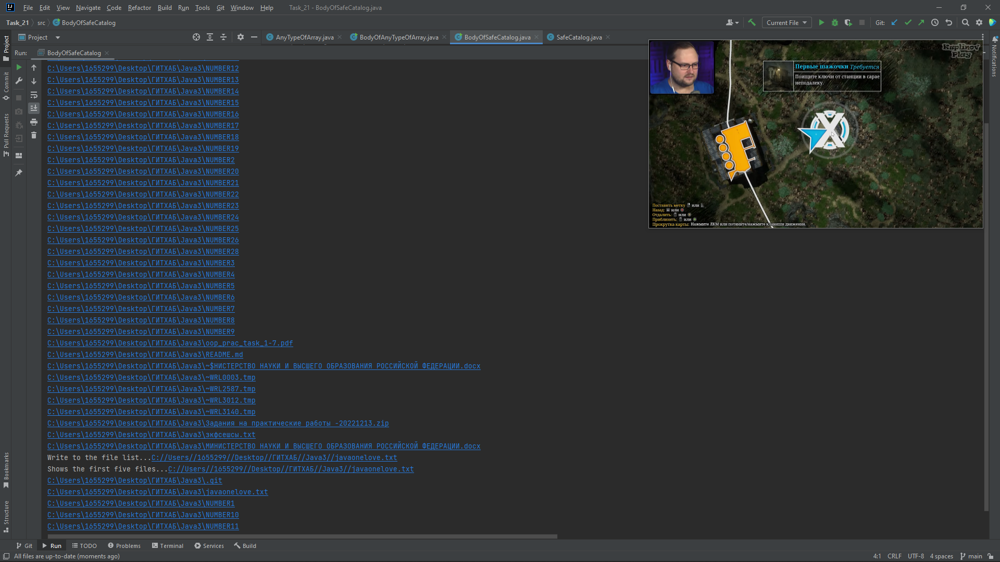 File Edit View Navigate Code Refactor Build Run Tools Git Window Help Task_21 - BodyOfSafeCatalog.java
Task_21 src BodyOfSafeCatalog Current File Git:
Project AnyTypeOfArray.java BodyOfAnyTypeOfArray.java BodyOfSafeCatalog.java SafeCatalog.java
Run: BodyOfSafeCatalog
C:\Users\1655299\Desktop\ГИТХАБ\Java3\NUMBER12
C:\Users\1655299\Desktop\ГИТХАБ\Java3\NUMBER13
C:\Users\1655299\Desktop\ГИТХАБ\Java3\NUMBER14
C:\Users\1655299\Desktop\ГИТХАБ\Java3\NUMBER15
C:\Users\1655299\Desktop\ГИТХАБ\Java3\NUMBER16
C:\Users\1655299\Desktop\ГИТХАБ\Java3\NUMBER17
C:\Users\1655299\Desktop\ГИТХАБ\Java3\NUMBER18
C:\Users\1655299\Desktop\ГИТХАБ\Java3\NUMBER19
C:\Users\1655299\Desktop\ГИТХАБ\Java3\NUMBER2
C:\Users\1655299\Desktop\ГИТХАБ\Java3\NUMBER20
C:\Users\1655299\Desktop\ГИТХАБ\Java3\NUMBER21
C:\Users\1655299\Desktop\ГИТХАБ\Java3\NUMBER22
C:\Users\1655299\Desktop\ГИТХАБ\Java3\NUMBER23
C:\Users\1655299\Desktop\ГИТХАБ\Java3\NUMBER24
C:\Users\1655299\Desktop\ГИТХАБ\Java3\NUMBER25
C:\Users\1655299\Desktop\ГИТХАБ\Java3\NUMBER26
C:\Users\1655299\Desktop\ГИТХАБ\Java3\NUMBER28
C:\Users\1655299\Desktop\ГИТХАБ\Java3\NUMBER3
C:\Users\1655299\Desktop\ГИТХАБ\Java3\NUMBER4
C:\Users\1655299\Desktop\ГИТХАБ\Java3\NUMBER5
C:\Users\1655299\Desktop\ГИТХАБ\Java3\NUMBER6
C:\Users\1655299\Desktop\ГИТХАБ\Java3\NUMBER7
C:\Users\1655299\Desktop\ГИТХАБ\Java3\NUMBER8
C:\Users\1655299\Desktop\ГИТХАБ\Java3\NUMBER9
C:\Users\1655299\Desktop\ГИТХАБ\Java3\oop_prac_task_1-7.pdf
C:\Users\1655299\Desktop\ГИТХАБ\Java3\README.md
C:\Users\1655299\Desktop\ГИТХАБ\Java3\~$НИСТЕРСТВО НАУКИ И ВЫСШЕГО ОБРАЗОВАНИЯ РОССИЙСКОЙ ФЕДЕРАЦИИ.docx
C:\Users\1655299\Desktop\ГИТХАБ\Java3\~WRL0003.tmp
C:\Users\1655299\Desktop\ГИТХАБ\Java3\~WRL2587.tmp
C:\Users\1655299\Desktop\ГИТХАБ\Java3\~WRL3012.tmp
C:\Users\1655299\Desktop\ГИТХАБ\Java3\~WRL3140.tmp
C:\Users\1655299\Desktop\ГИТХАБ\Java3\Задания на практические работы -20221213.zip
C:\Users\1655299\Desktop\ГИТХАБ\Java3\зкфсешсы.txt
C:\Users\1655299\Desktop\ГИТХАБ\Java3\МИНИСТЕРСТВО НАУКИ И ВЫСШЕГО ОБРАЗОВАНИЯ РОССИЙСКОЙ ФЕДЕРАЦИИ.docx
Write to the file list...C://Users//1655299//Desktop//ГИТХАБ//Java3//javaonelove.txt
Shows the first five files...C://Users//1655299//Desktop//ГИТХАБ//Java3//javaonelove.txt
C:\Users\1655299\Desktop\ГИТХАБ\Java3\.git
C:\Users\1655299\Desktop\ГИТХАБ\Java3\javaonelove.txt
C:\Users\1655299\Desktop\ГИТХАБ\Java3\NUMBER1
C:\Users\1655299\Desktop\ГИТХАБ\Java3\NUMBER10
C:\Users\1655299\Desktop\ГИТХАБ\Java3\NUMBER11
Kuplinov
Play
Первые шажочки Требуется
Поищите ключи от станции в сарае
неподалеку.
Поставить метку или
Назад: или
Отдалить: или
Приблизить: или
Прокрутка карты: Нажмите ЛКМ или потяните/нажмите клавиши движения.
Project
Commit
Pull Requests
Bookmarks
Structure
Notifications
Git Run TODO Problems Terminal Services Build
All files are up-to-date (moments ago) 4:1 CRLF UTF-8 4 spaces main